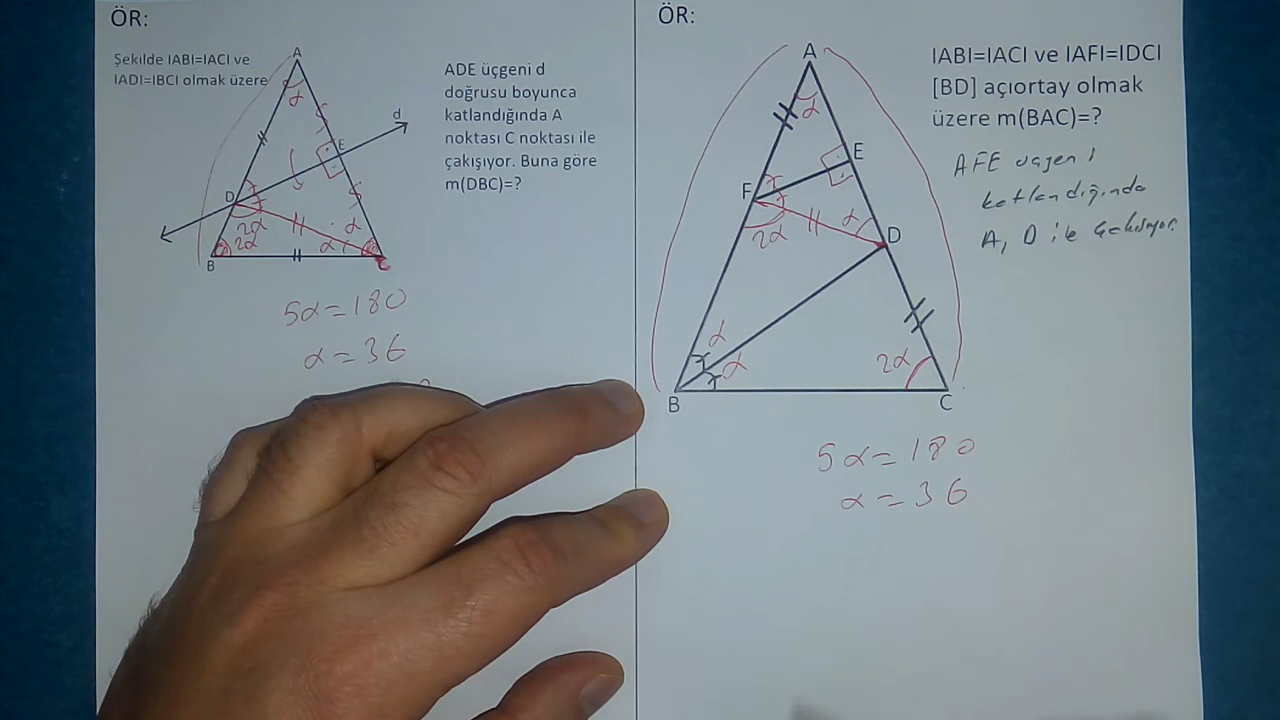 ÖR:
Şekilde IABI=IACI ve
IADI=IBCI olmak üzere
ADE üçgeni d
doğrusu boyunca
katlandığında A
noktası C noktası ile
çakışıyor. Buna göre
m(DBC)=?
A
α
d
E
D
2α
α
2α
α
B
C
5α=180
α=36
ÖR:
IABI=IACI ve IAFI=IDCI
[BD] açıortay olmak
üzere m(BAC)=?
AFE üçgeni
katlandığında
A, D ile çakışıyor.
A
α
E
F
α
2α
D
α
α
2α
B
C
5α=180
α=36